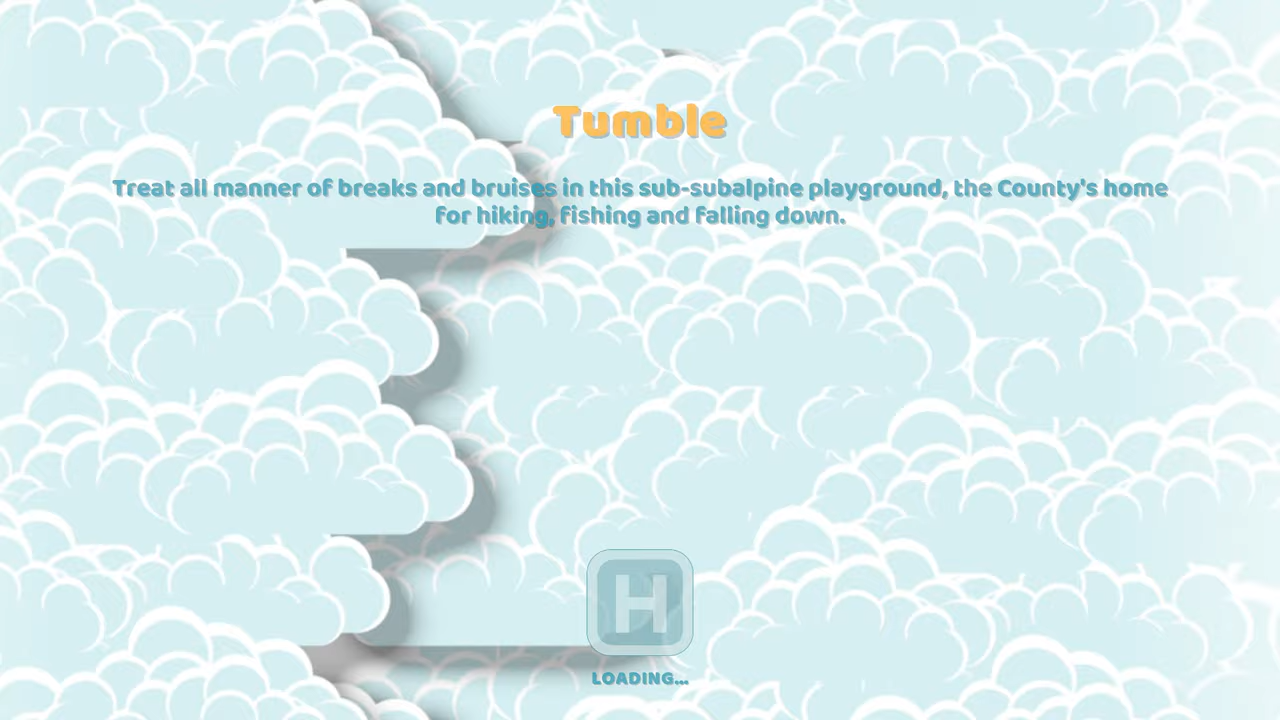 Tumble
Treat all manner of breaks and bruises in this sub-subalpine playground, the County's home
for hiking, fishing and falling down.
H
LOADING...